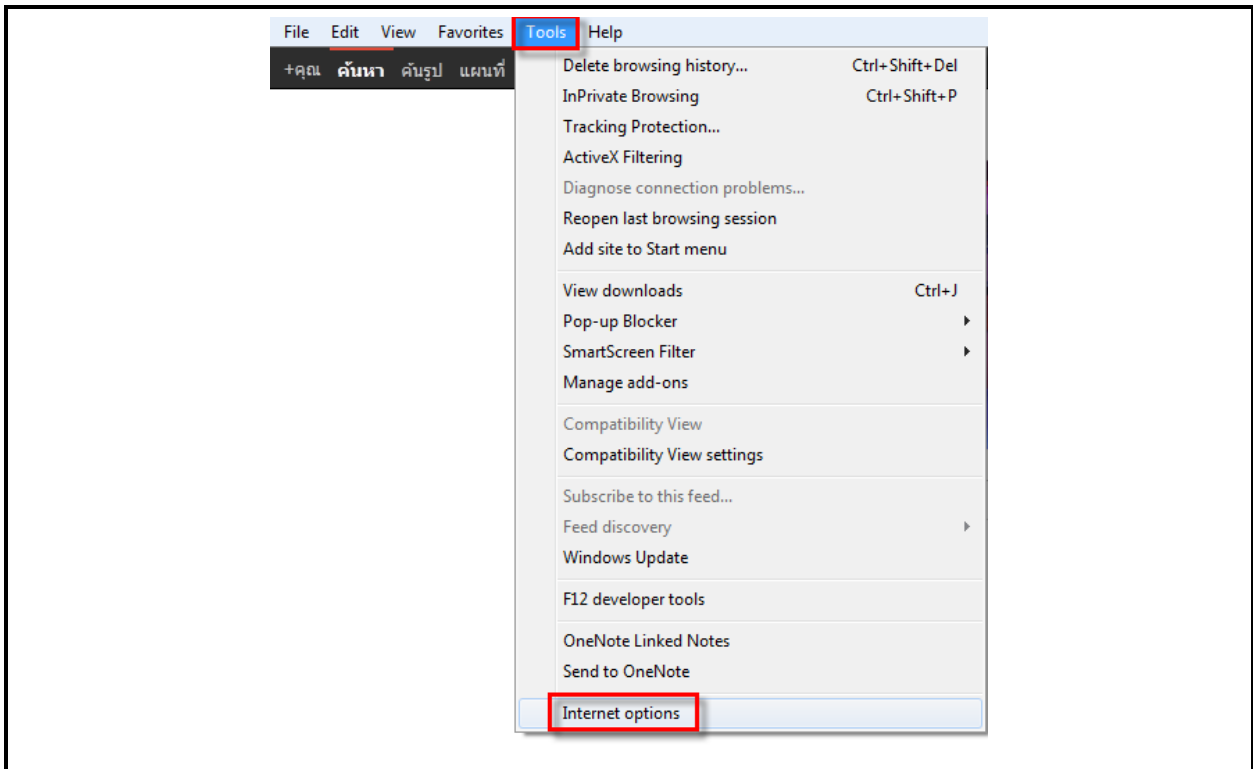 File Edit View Favorites Tools Help
+คุณ ค้นหา ค้นรูป แผนที่
Delete browsing history... Ctrl+Shift+Del
InPrivate Browsing Ctrl+Shift+P
Tracking Protection...
ActiveX Filtering
Diagnose connection problems...
Reopen last browsing session
Add site to Start menu
View downloads Ctrl+J
Pop-up Blocker
SmartScreen Filter
Manage add-ons
Compatibility View
Compatibility View settings
Subscribe to this feed...
Feed discovery
Windows Update
F12 developer tools
OneNote Linked Notes
Send to OneNote
Internet options